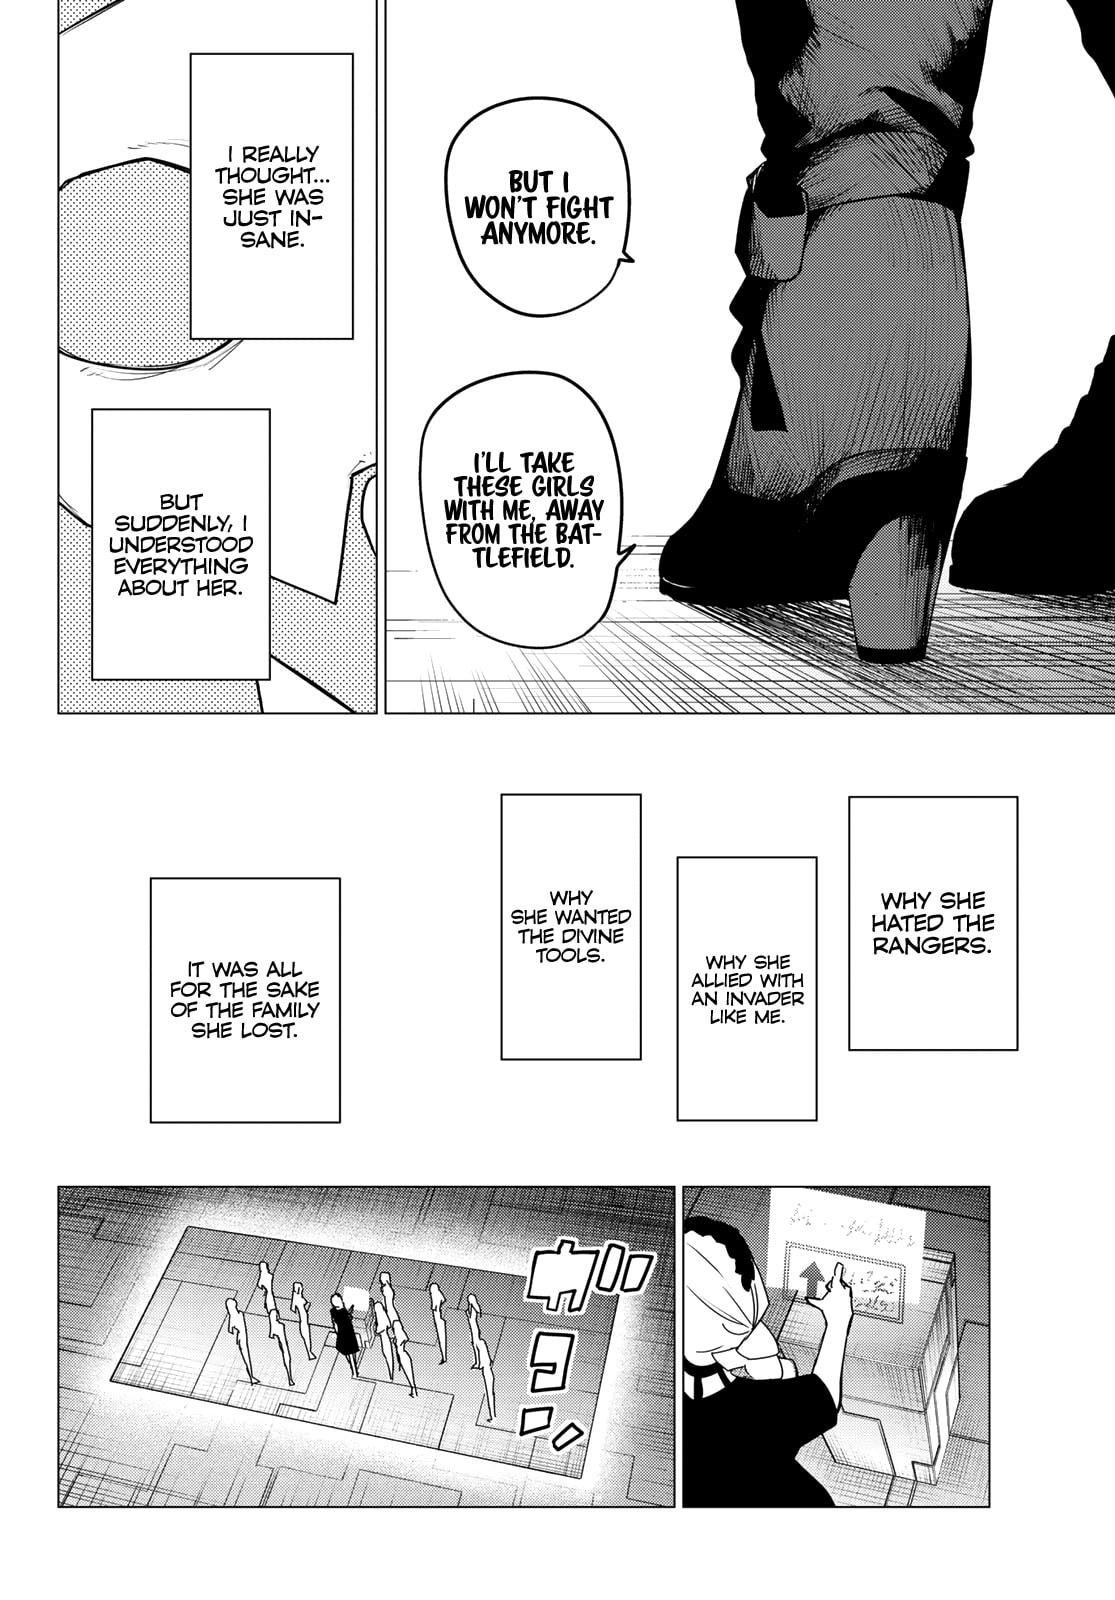 BUT I
WON'T FIGHT
ANYMORE.
I'LL TAKE
THESE GIRLS
WITH ME, AWAY
FROM THE BAT-
TLEFIELD.
I REALLY
THOUGHT...
SHE WAS
JUST IN-
SANE.
BUT
SUDDENLY, I
UNDERSTOOD
EVERYTHING
ABOUT HER.
WHY SHE
HATED THE
RANGERS.
WHY SHE
ALLIED WITH
AN INVADER
LIKE ME.
WHY
SHE WANTED
THE DIVINE
TOOLS.
IT WAS ALL
FOR THE SAKE
OF THE FAMILY
SHE LOST.
ガコン